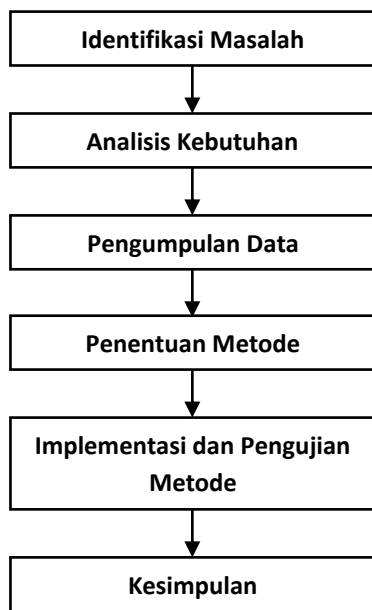 Identifikasi Masalah
Analisis Kebutuhan
Pengumpulan Data
Penentuan Metode
Implementasi dan Pengujian
Metode
Kesimpulan